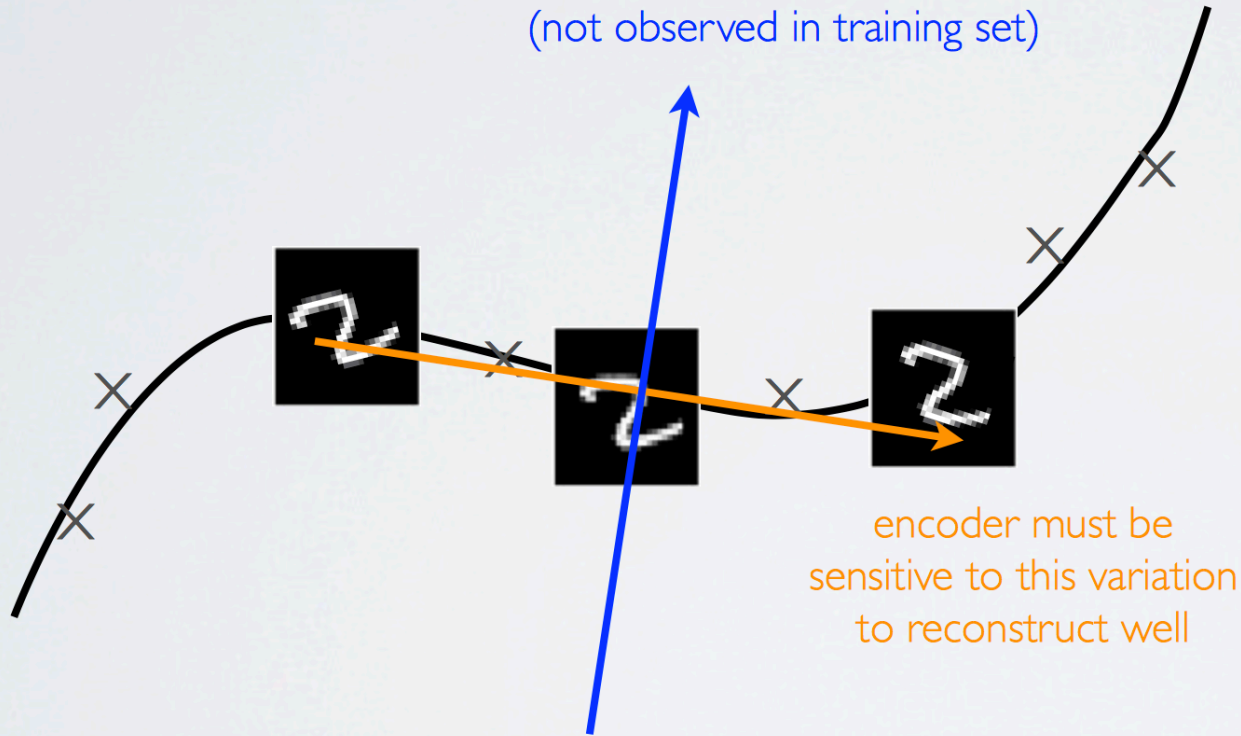 (not observed in training set)
encoder must be
sensitive to this variation
to reconstruct well